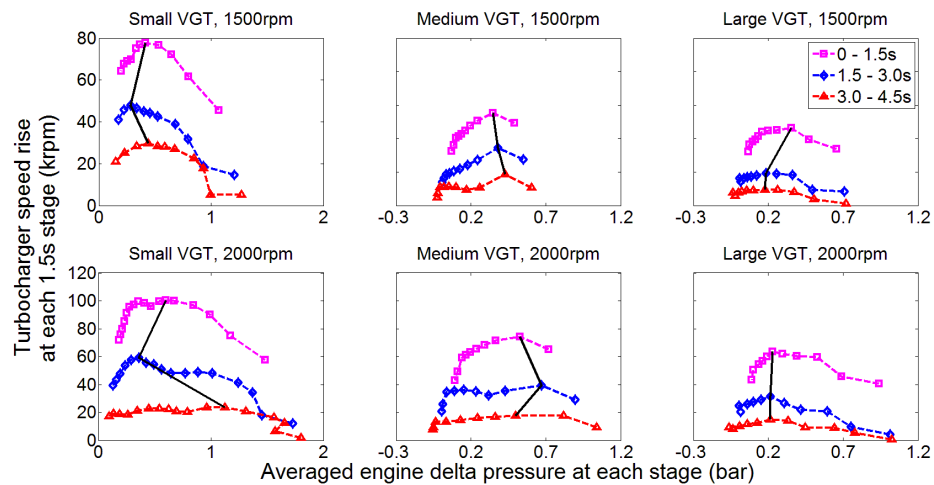 Small VGT, 1500rpm
Medium VGT, 1500rpm
Large VGT, 1500rpm
80
60
40
20
0
0
1
2
-0.3
0.2
0.7
1.2
-0.3
0.2
0.7
1.2
0 - 1.5s
1.5 - 3.0s
3.0 - 4.5s
Turbocharger speed rise
at each 1.5s stage (krpm)
Small VGT, 2000rpm
Medium VGT, 2000rpm
Large VGT, 2000rpm
120
100
80
60
40
20
0
0
1
2
-0.3
0.2
0.7
1.2
-0.3
0.2
0.7
1.2
Averaged engine delta pressure at each stage (bar)